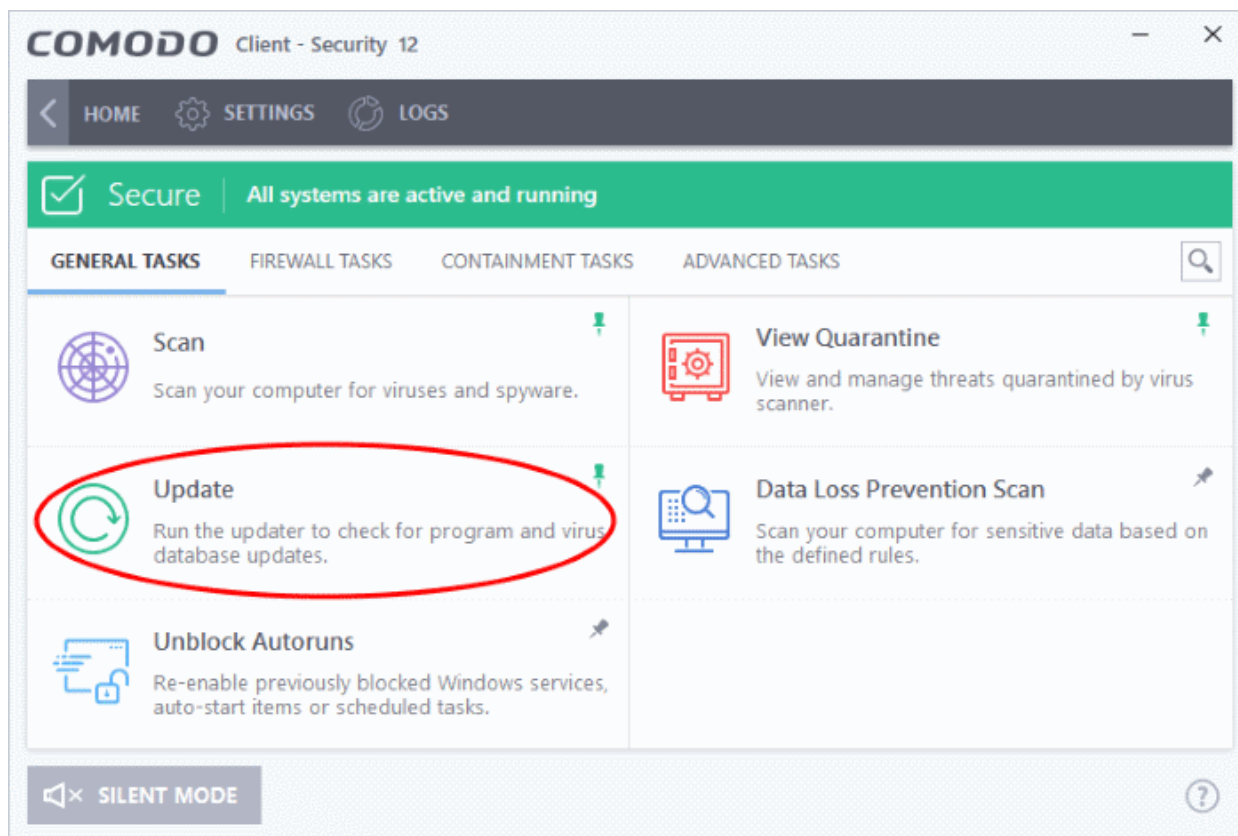 COMODO Client - Security 12
HOME SETTINGS LOGS
Secure All systems are active and running
GENERAL TASKS FIREWALL TASKS CONTAINMENT TASKS ADVANCED TASKS
Scan
Scan your computer for viruses and spyware.
View Quarantine
View and manage threats quarantined by virus
scanner.
Update
Run the updater to check for program and virus
database updates.
Data Loss Prevention Scan
Scan your computer for sensitive data based on
the defined rules.
Unblock Autoruns
Re-enable previously blocked Windows services,
auto-start items or scheduled tasks.
SILENT MODE
?